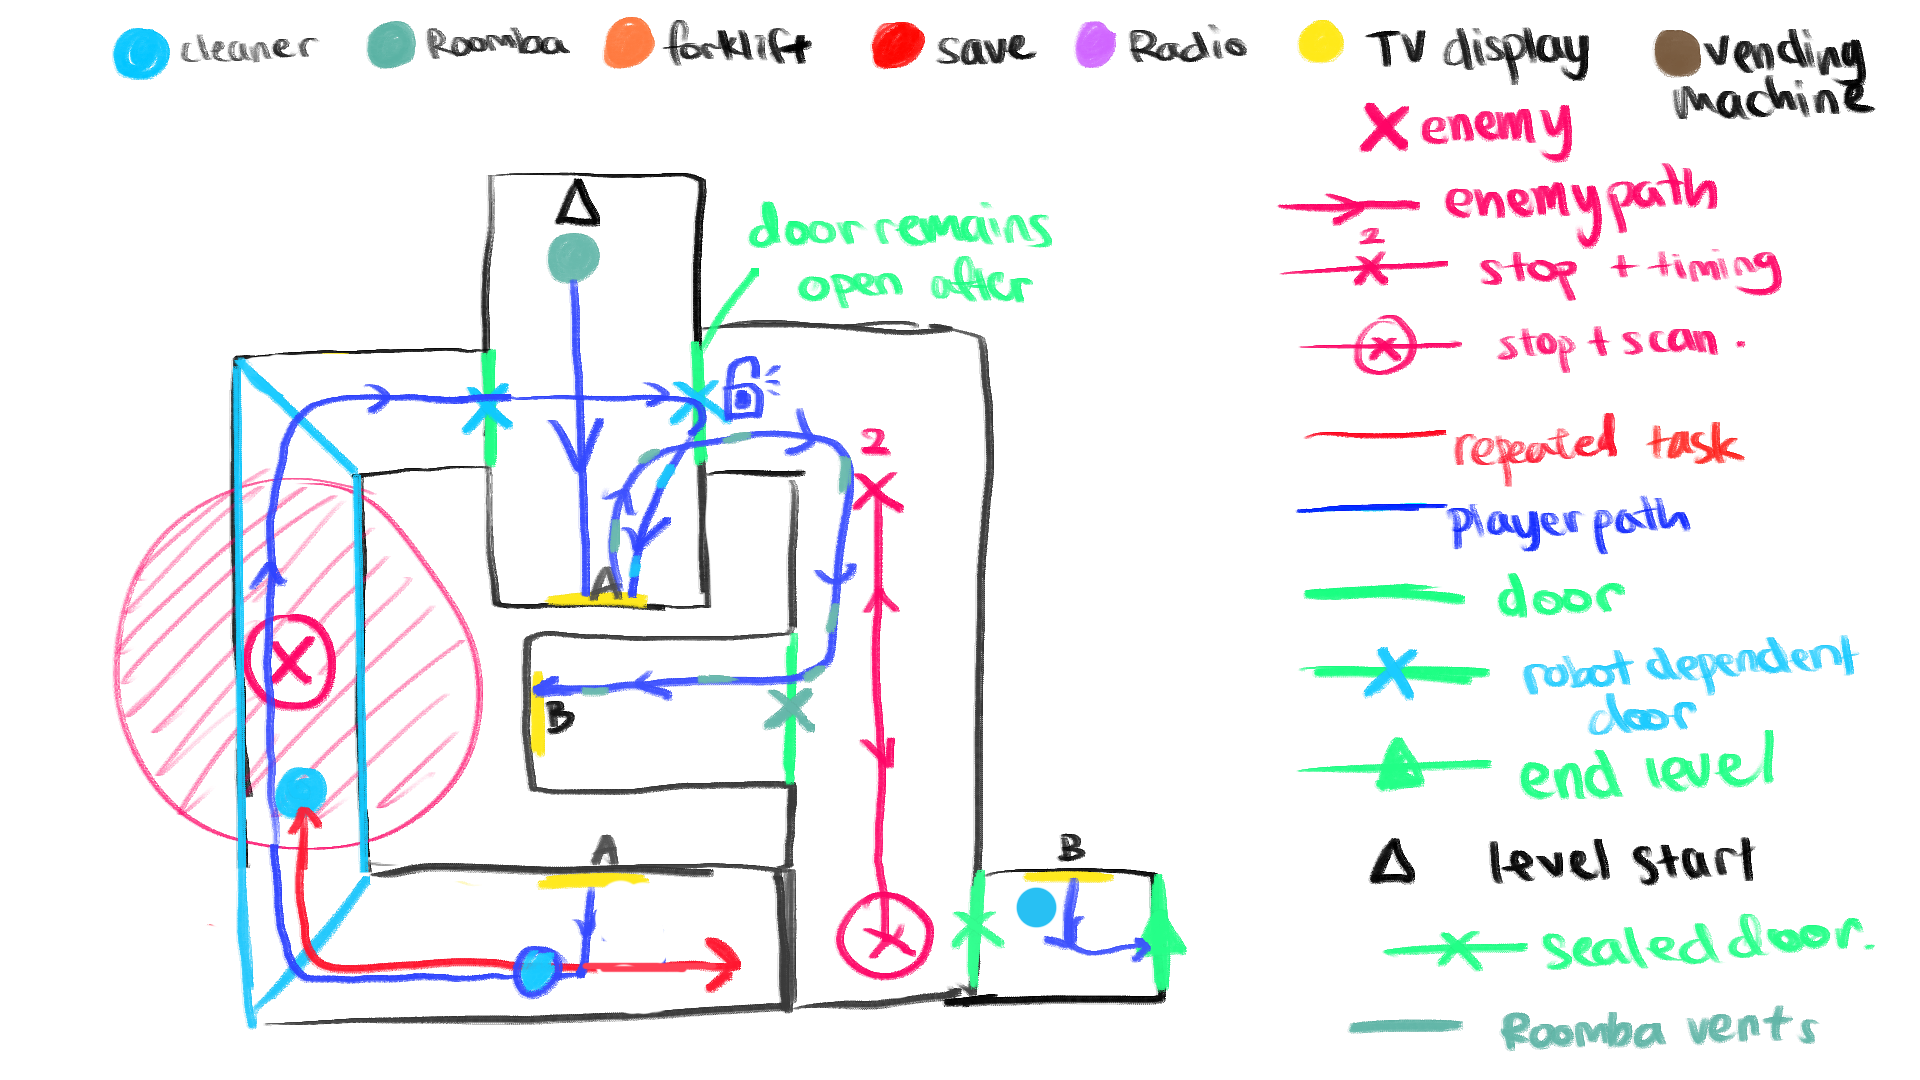 cleaner
Roomba
forklift
save
Radio
TV display
vending
machine
enemy
enemy path
2
stop + timing
stop + scan.
repeated task
player path
door
robot dependent
door
end level
level start
sealed door.
Roomba vents
door remains
open after
2
A
B
A
B